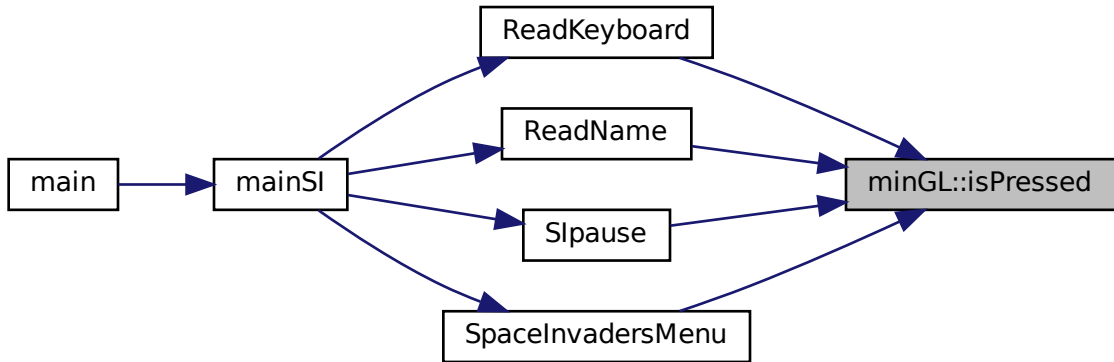 ReadKeyboard
ReadName
main
mainSI
minGL::isPressed
SIpause
SpaceInvadersMenu